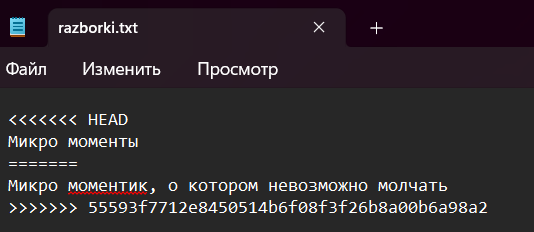 razborki.txt
Файл Изменить Просмотр
<<<<<<< HEAD
Микро моменты
=======
Микро моментик, о котором невозможно молчать
>>>>>>> 55593f7712e8450514b6f08f3f26b8a00b6a98a2